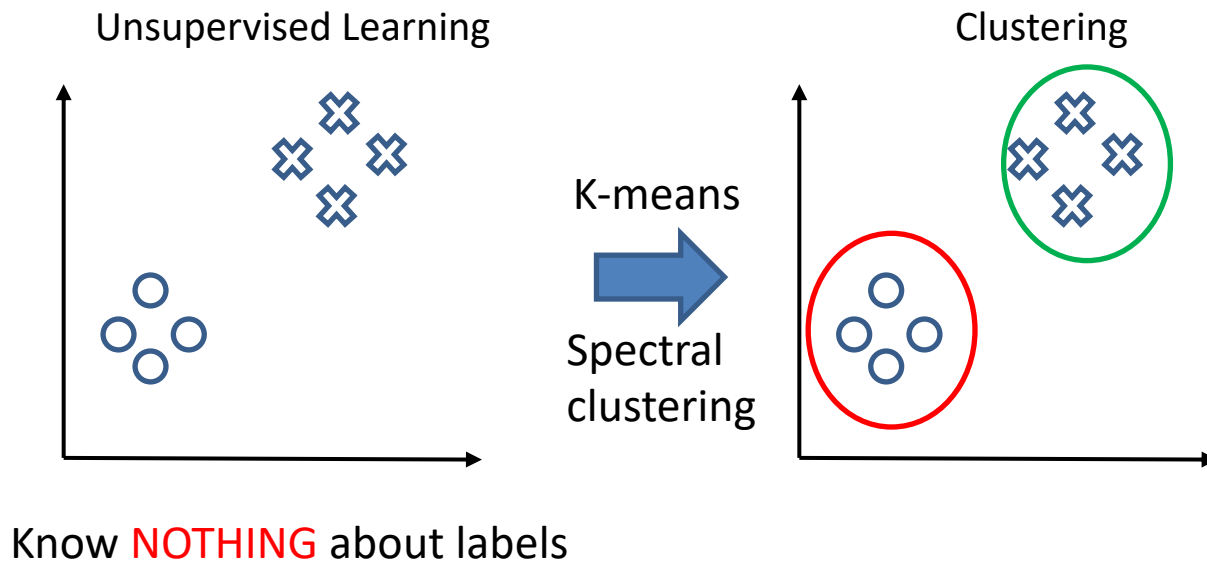 Unsupervised Learning
Clustering
K-means
Spectral
clustering
Know NOTHING about labels